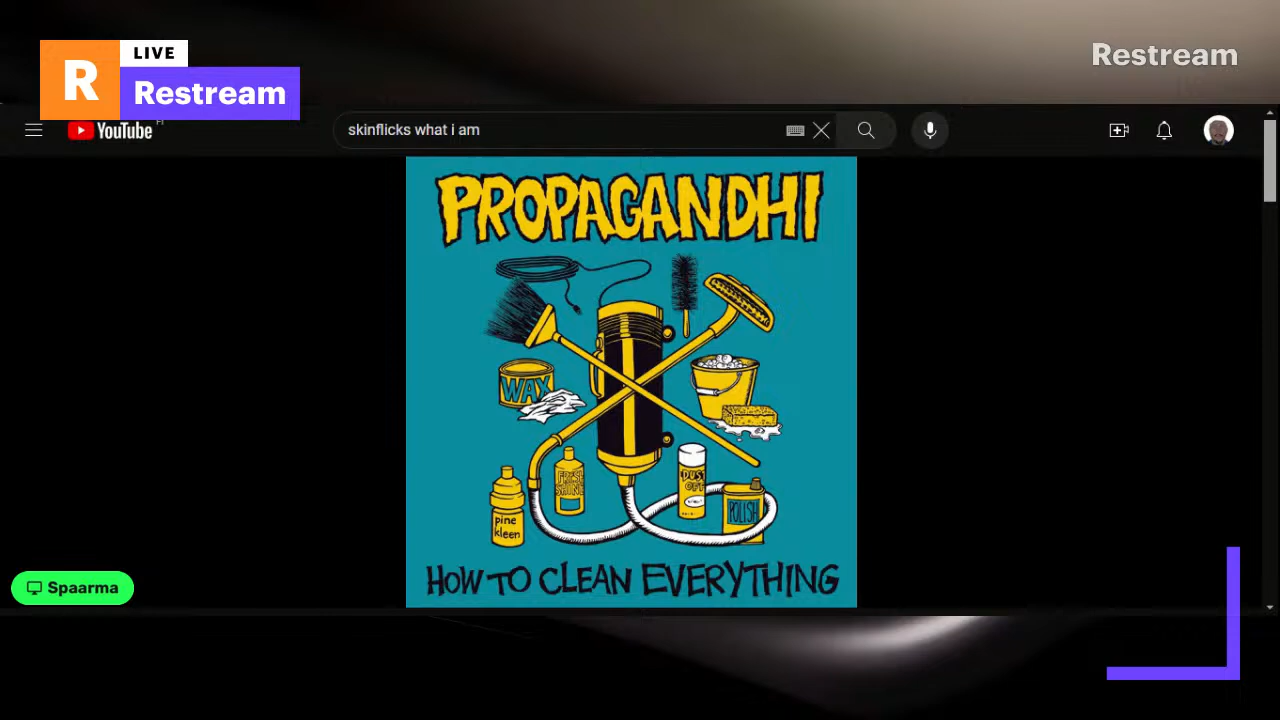 R
LIVE
Restream
Restream
YouTube
FI
skinflicks what i am
PROPAGANDHI
WAX
FRESH
SHINE
DUST
OFF
pine
kleen
POLISH
HOW TO CLEAN EVERYTHING
Spaarma